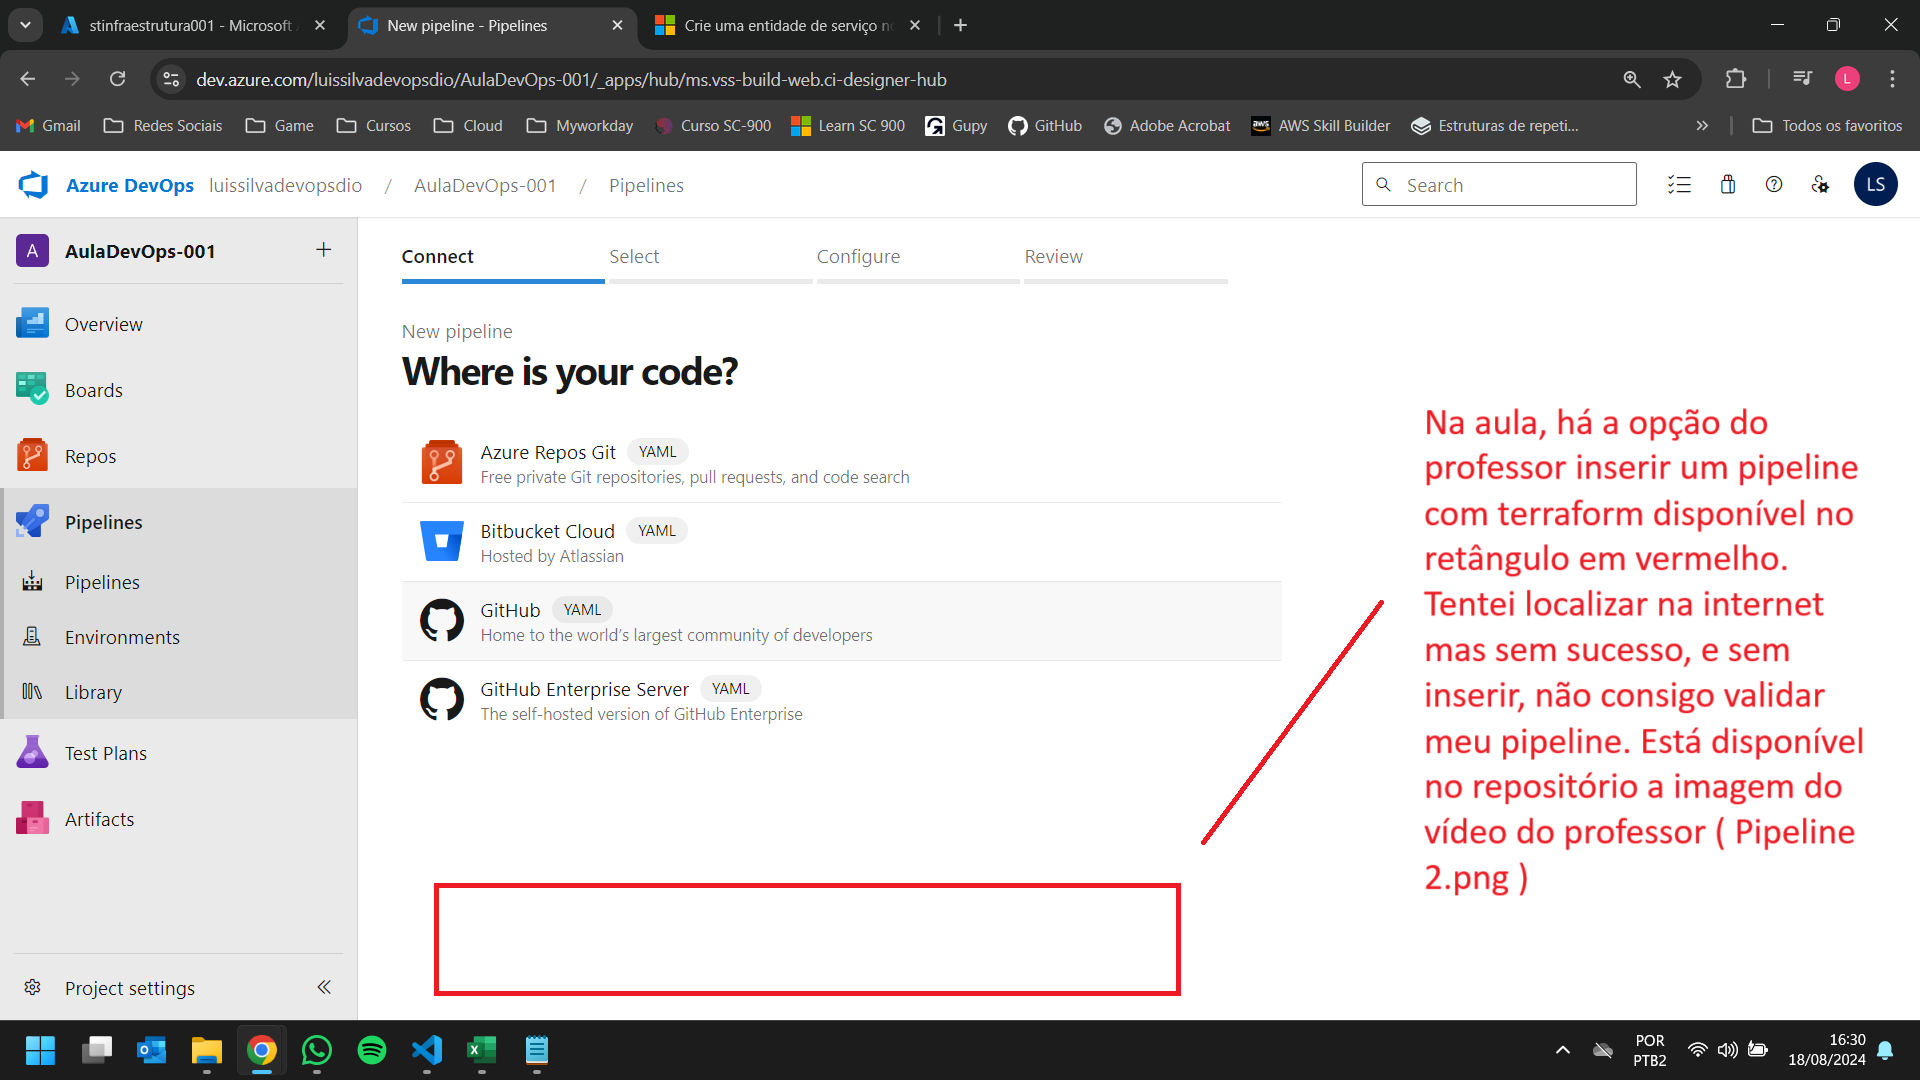 stinfraestrutura001 - Microsoft A
New pipeline - Pipelines
Crie uma entidade de serviço no
dev.azure.com/luissilvadevopsdio/AulaDevOps-001/_apps/hub/ms.vss-build-web.ci-designer-hub
L
Gmail
Redes Sociais
Game
Cursos
Cloud
Myworkday
Curso SC-900
Learn SC 900
Gupy
GitHub
Adobe Acrobat
aws
AWS Skill Builder
Estruturas de repeti...
Todos os favoritos
Azure DevOps
luissilvadevopsdio / AulaDevOps-001 / Pipelines
Search
LS
A
AulaDevOps-001
Overview
Boards
Repos
Pipelines
Pipelines
Environments
Library
Test Plans
Artifacts
Project settings
Connect
Select
Configure
Review
New pipeline
Where is your code?
Azure Repos Git YAML
Free private Git repositories, pull requests, and code search
Bitbucket Cloud YAML
Hosted by Atlassian
GitHub YAML
Home to the world's largest community of developers
GitHub Enterprise Server YAML
The self-hosted version of GitHub Enterprise
Na aula, há a opção do
professor inserir um pipeline
com terraform disponível no
retângulo em vermelho.
Tentei localizar na internet
mas sem sucesso, e sem
inserir, não consigo validar
meu pipeline. Está disponível
no repositório a imagem do
vídeo do professor ( Pipeline
2.png )
POR
PTB2
16:30
18/08/2024